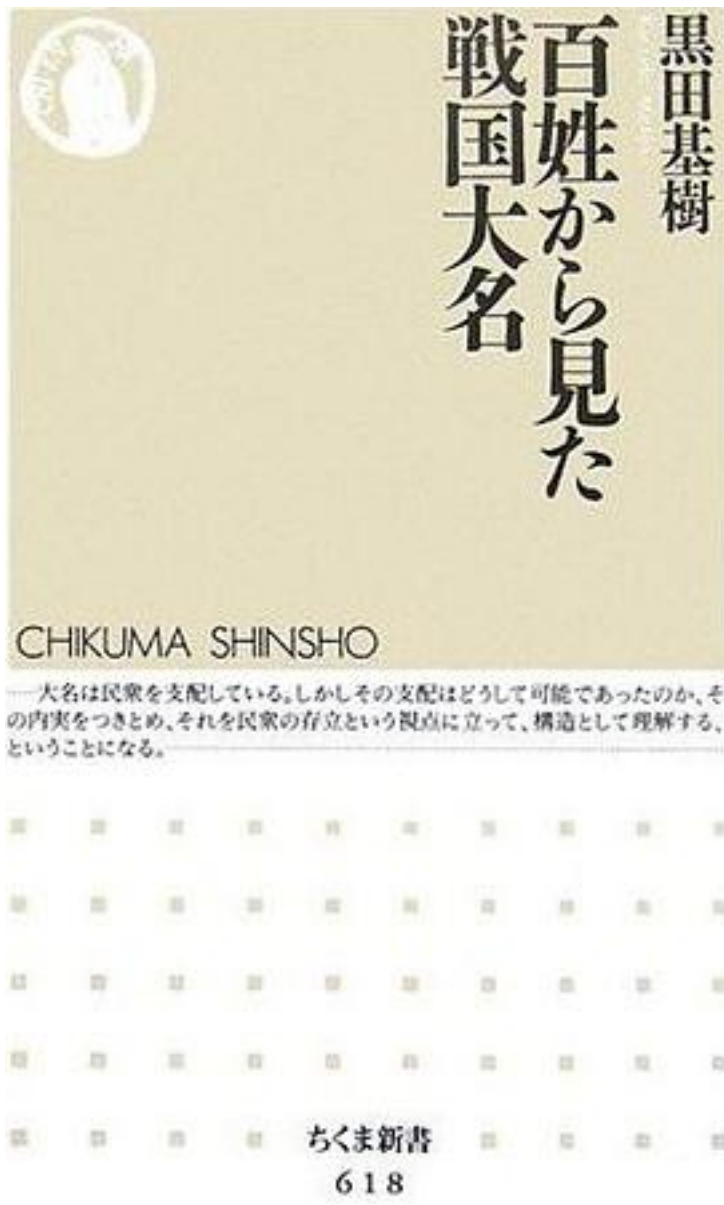 黒田基樹
百姓から見た
戦国大名
CHIKUMA SHINSHO
大名は民衆を支配している。しかしその支配はどうして可能であったのか、そ
の内実をつきとめ、それを民衆の存立という視点に立って、構造として理解する、
ということになる。
ちくま新書
618